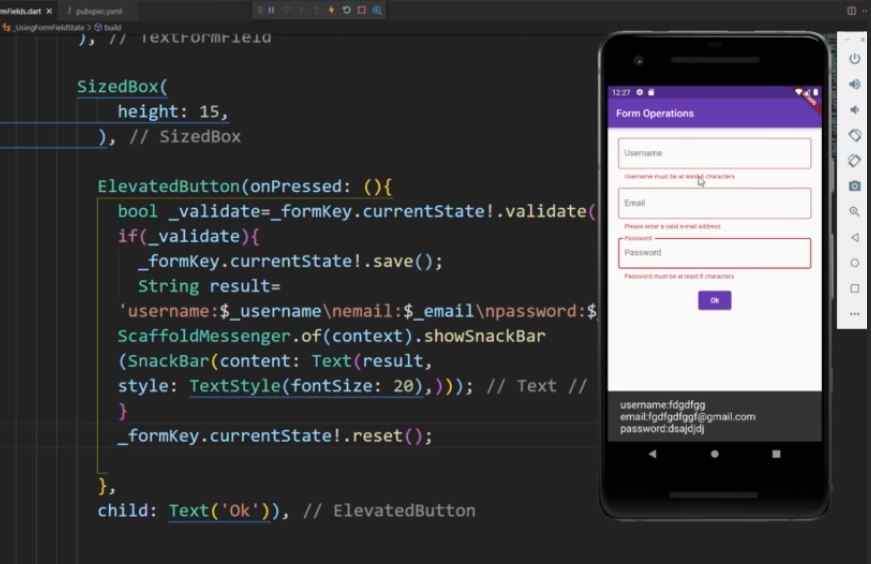 mFields.dart ×
! pubspec.yaml
_UsingFormFieldState > build
), // TextFormField
SizedBox(
height: 15,
), // SizedBox
ElevatedButton(onPressed: (){
bool _validate=_formKey.currentState!.validate(
if(_validate){
_formKey.currentState!.save();
String result=
'username:$_username\nemail:$_email\npassword:$_
ScaffoldMessenger.of(context).showSnackBar
(SnackBar(content: Text(result,
style: TextStyle(fontSize: 20),))); // Text //
}
_formKey.currentState!.reset();
},
child: Text('Ok')), // ElevatedButton
12:27
Form Operations
Username
Username must be at least 6 characters
Email
Please enter a valid e-mail address
Password
Password
Password must be at least 8 characters
Ok
username:fdgdfgg
email:fgdfgdfggf@gmail.com
password:dsajdjdj